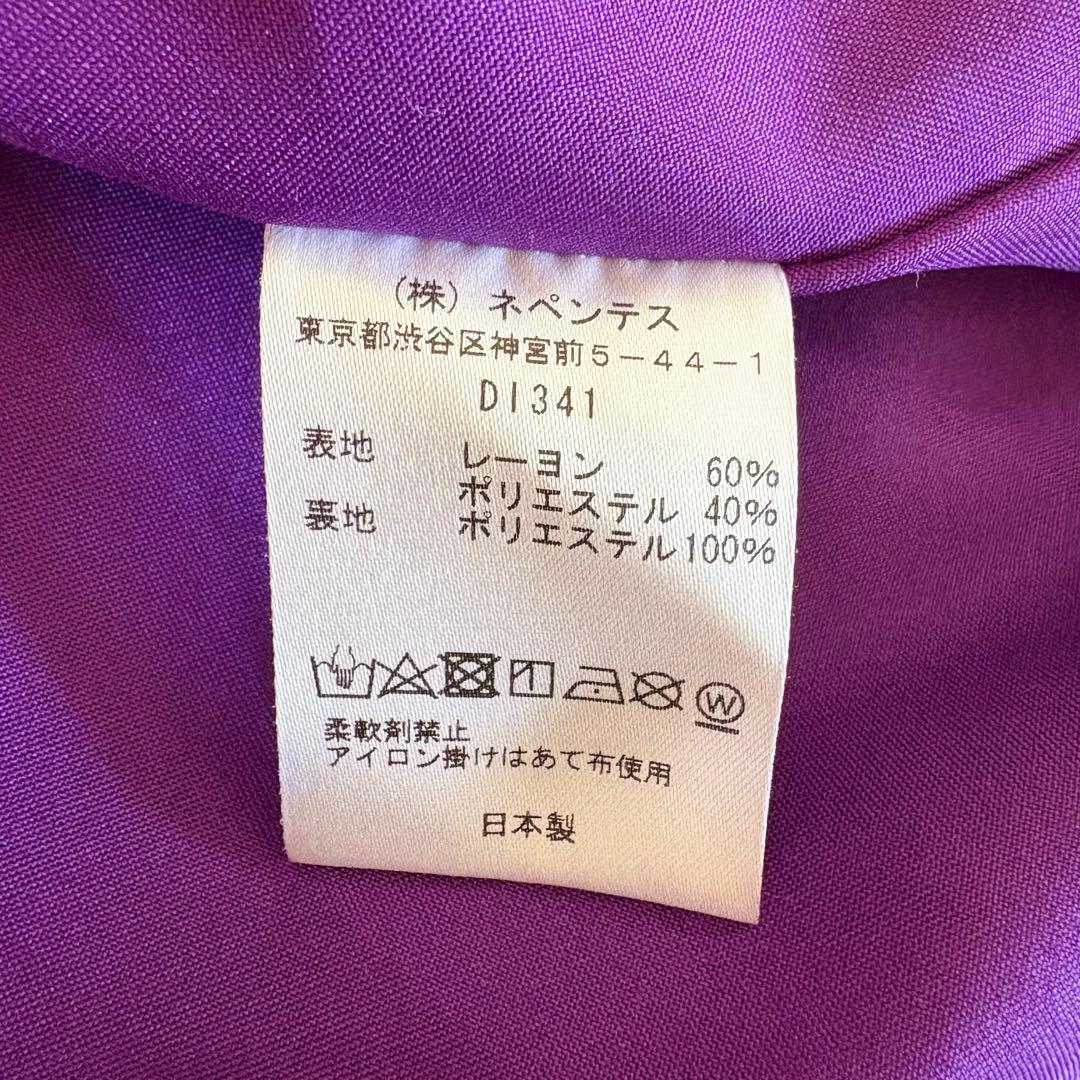 (株) ネペンテス
東京都渋谷区神宮前5-44-1
DI341
表地 レーヨン 60%
ポリエステル 40%
裏地 ポリエステル 100%
W
柔軟剤禁止
アイロン掛けはあて布使用
日本製